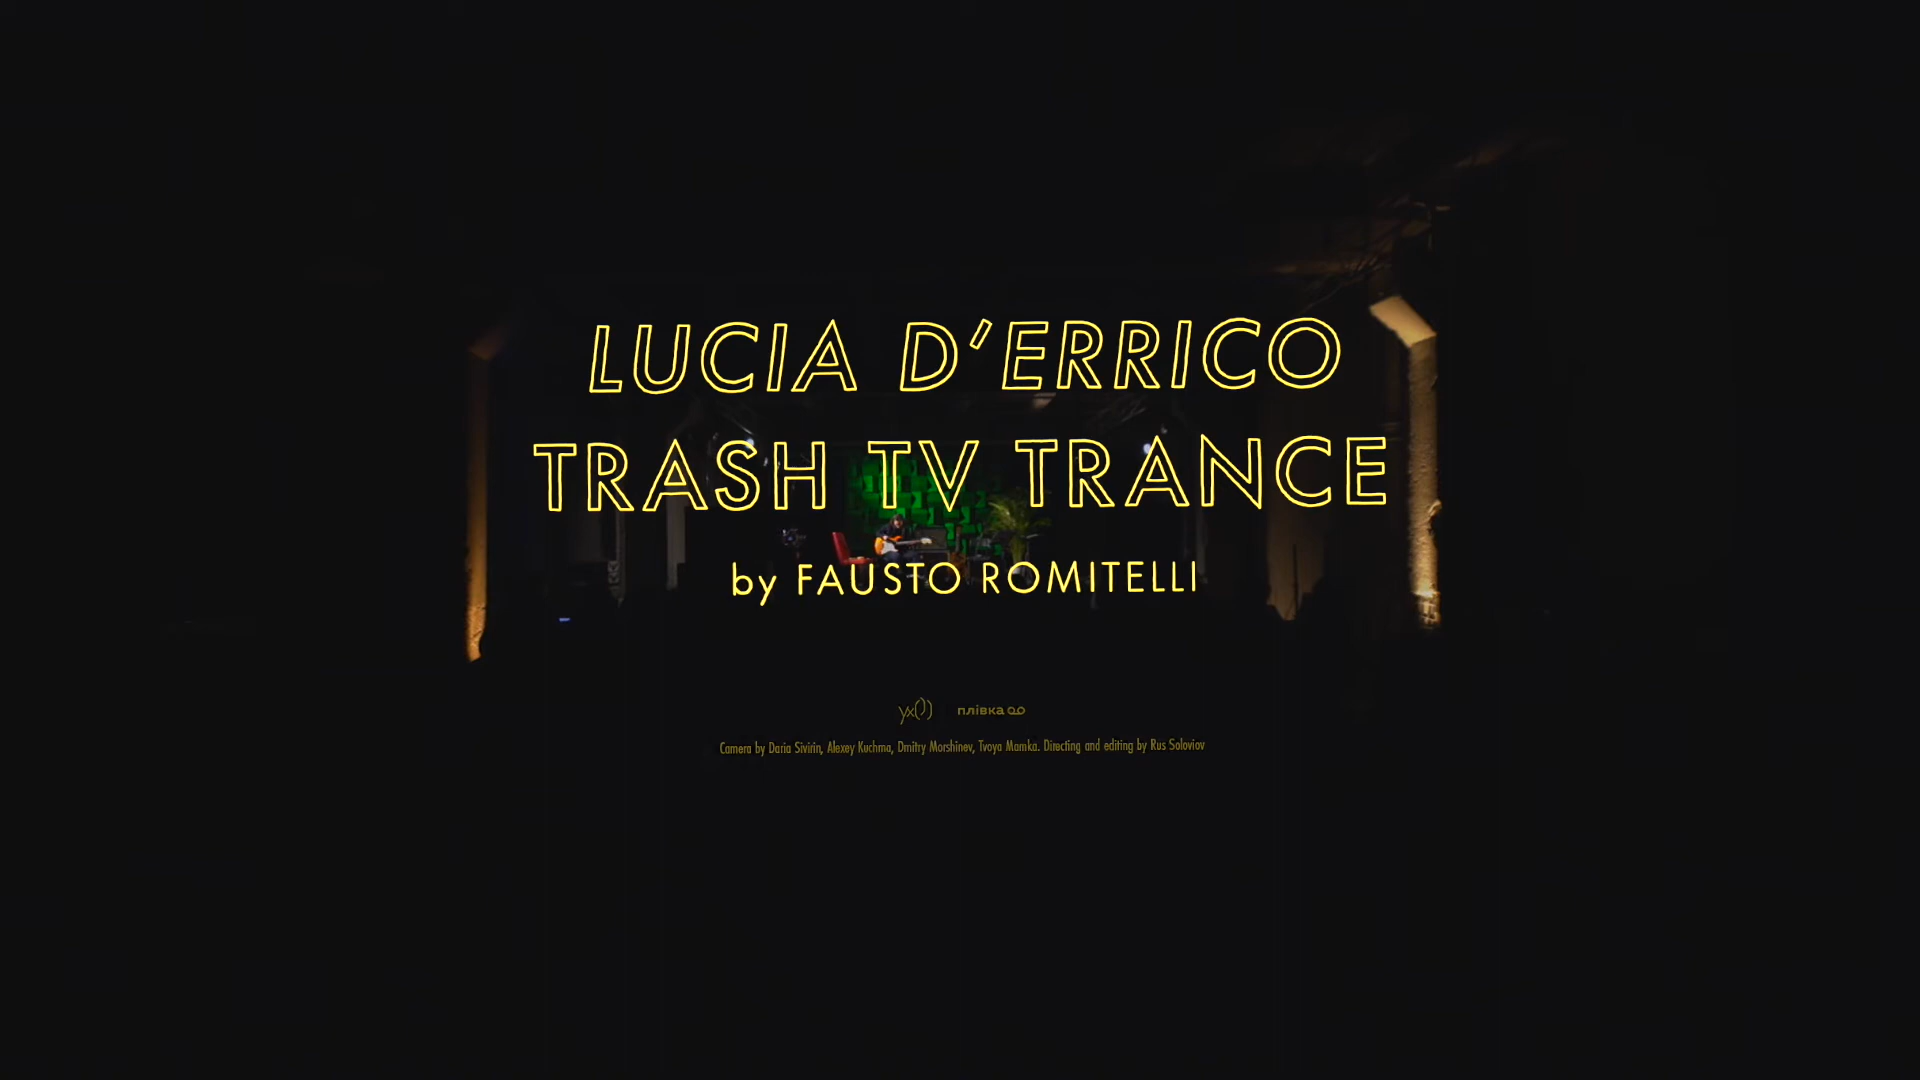 LUCIA D'ERRICO
TRASH TV TRANCE
by FAUSTO ROMITELLI
ух()) плівка
Camera by Daria Sivirin, Alexey Kuchma, Dmitry Morshinev, Tvoya Mamka. Directing and editing by Rus Soloviov